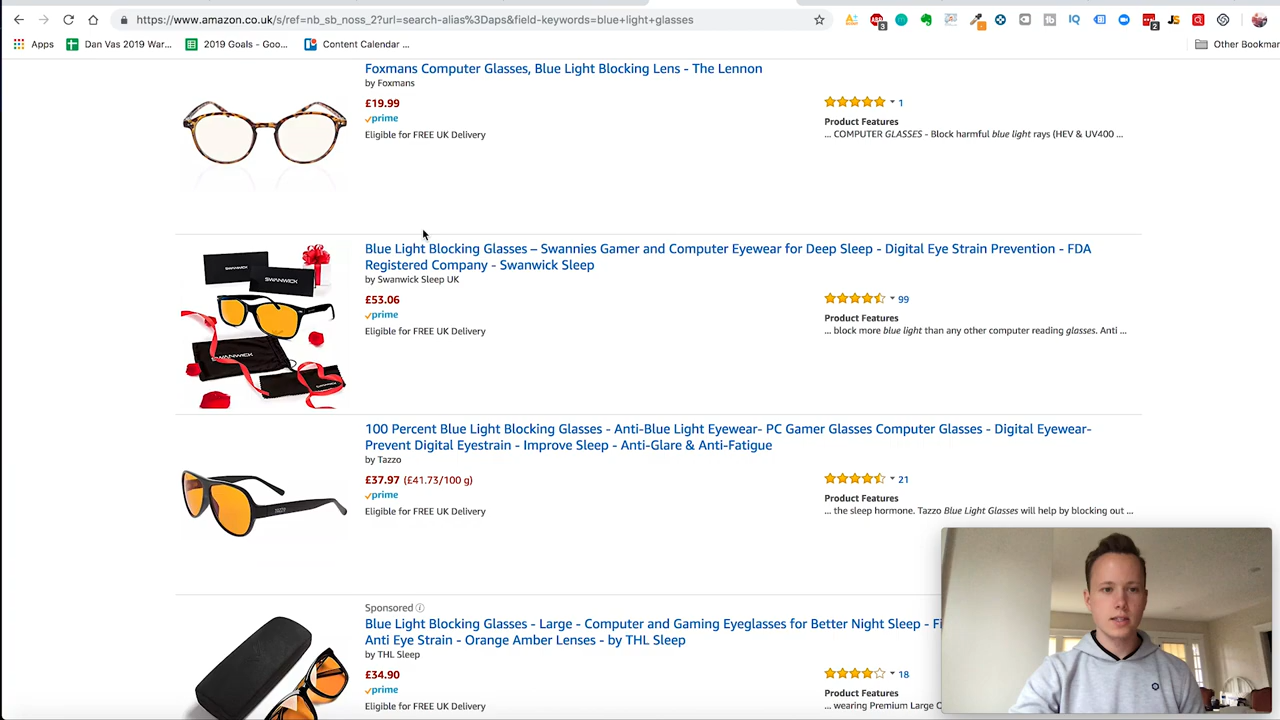 https://www.amazon.co.uk/s/ref=nb_sb_noss_2?url=search-alias%3Daps&field-keywords=blue+light+glasses
ABP
3
IQ
2
JS
Apps
Dan Vas 2019 War...
2019 Goals - Goo...
Content Calendar ...
Other Bookmar
Foxmans Computer Glasses, Blue Light Blocking Lens - The Lennon
by Foxmans
£19.99
prime
Eligible for FREE UK Delivery
1
Product Features
... COMPUTER GLASSES - Block harmful blue light rays (HEV & UV400 ...
SWANWICK
SWANWICK
SWANWICK
Blue Light Blocking Glasses – Swannies Gamer and Computer Eyewear for Deep Sleep - Digital Eye Strain Prevention - FDA
Registered Company - Swanwick Sleep
by Swanwick Sleep UK
£53.06
prime
Eligible for FREE UK Delivery
99
Product Features
... block more blue light than any other computer reading glasses. Anti ...
100 Percent Blue Light Blocking Glasses - Anti-Blue Light Eyewear- PC Gamer Glasses Computer Glasses - Digital Eyewear-
Prevent Digital Eyestrain - Improve Sleep - Anti-Glare & Anti-Fatigue
by Tazzo
£37.97 (£41.73/100 g)
prime
Eligible for FREE UK Delivery
21
Product Features
... the sleep hormone. Tazzo Blue Light Glasses will help by blocking out ...
Sponsored
Blue Light Blocking Glasses - Large - Computer and Gaming Eyeglasses for Better Night Sleep - Fi
Anti Eye Strain - Orange Amber Lenses - by THL Sleep
by THL Sleep
£34.90
prime
Eligible for FREE UK Delivery
18
Product Features
... wearing Premium Large C